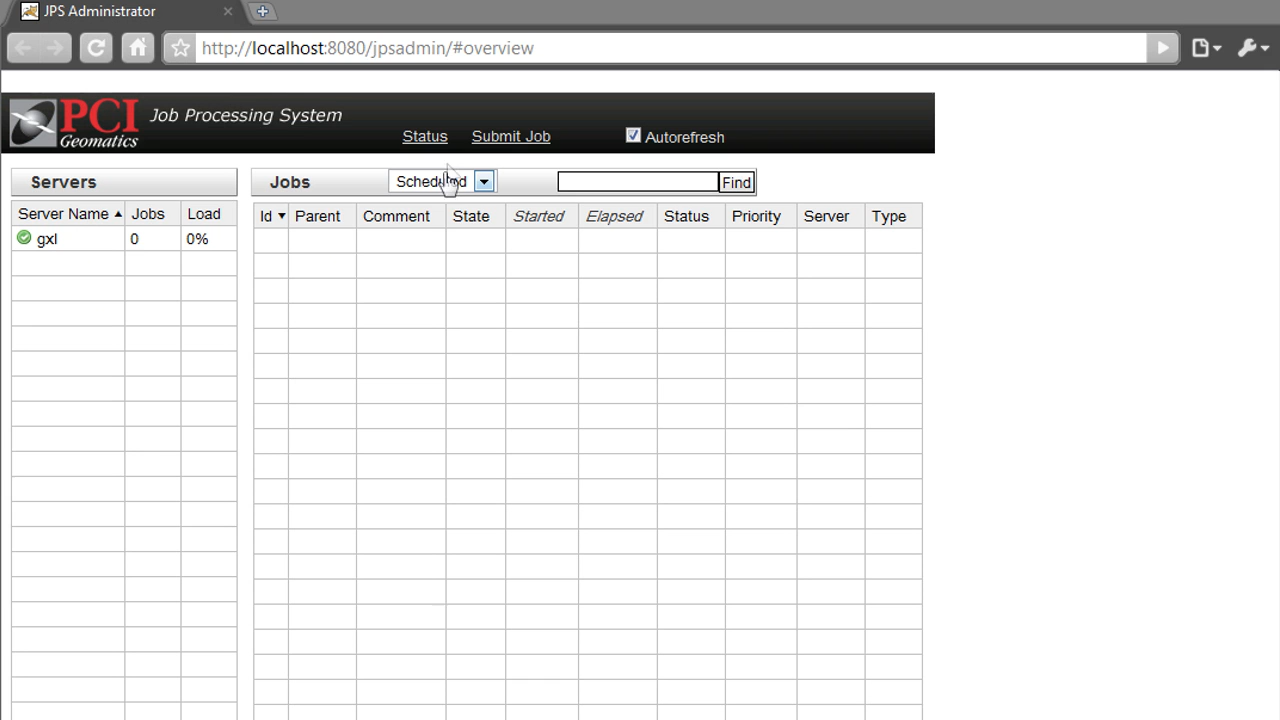 JPS Administrator
http://localhost:8080/jpsadmin/#overview
PCI Geomatics
Job Processing System
Status Submit Job Autorefresh
Servers
Jobs Scheduled Find
Server Name Jobs Load
Id Parent Comment State Started Elapsed Status Priority Server Type
gxl 0 0%